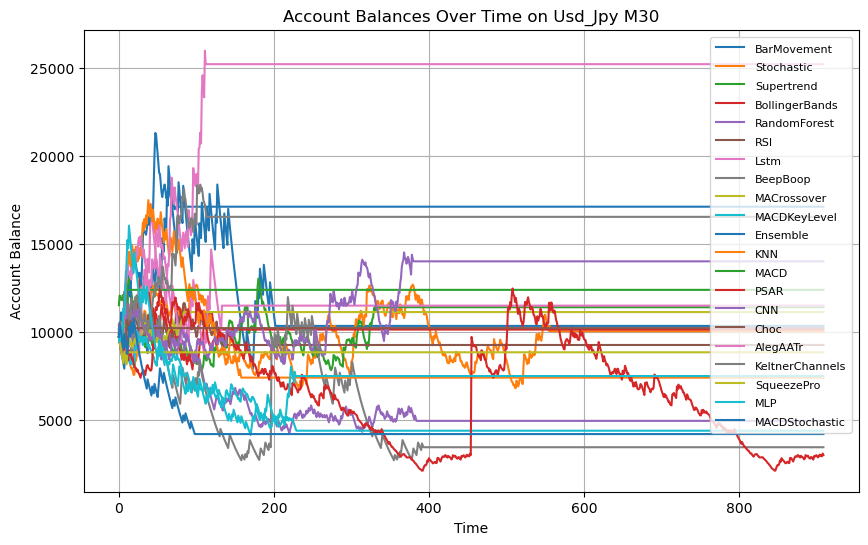 Account Balances Over Time on Usd_Jpy M30
Account Balance
25000
20000
15000
10000
5000
0
200
400
600
800
Time
BarMovement
Stochastic
Supertrend
BollingerBands
RandomForest
RSI
Lstm
BeepBoop
MACrossover
MACDKeyLevel
Ensemble
KNN
MACD
PSAR
CNN
Choc
AlegAATr
KeltnerChannels
SqueezePro
MLP
MACDStochastic